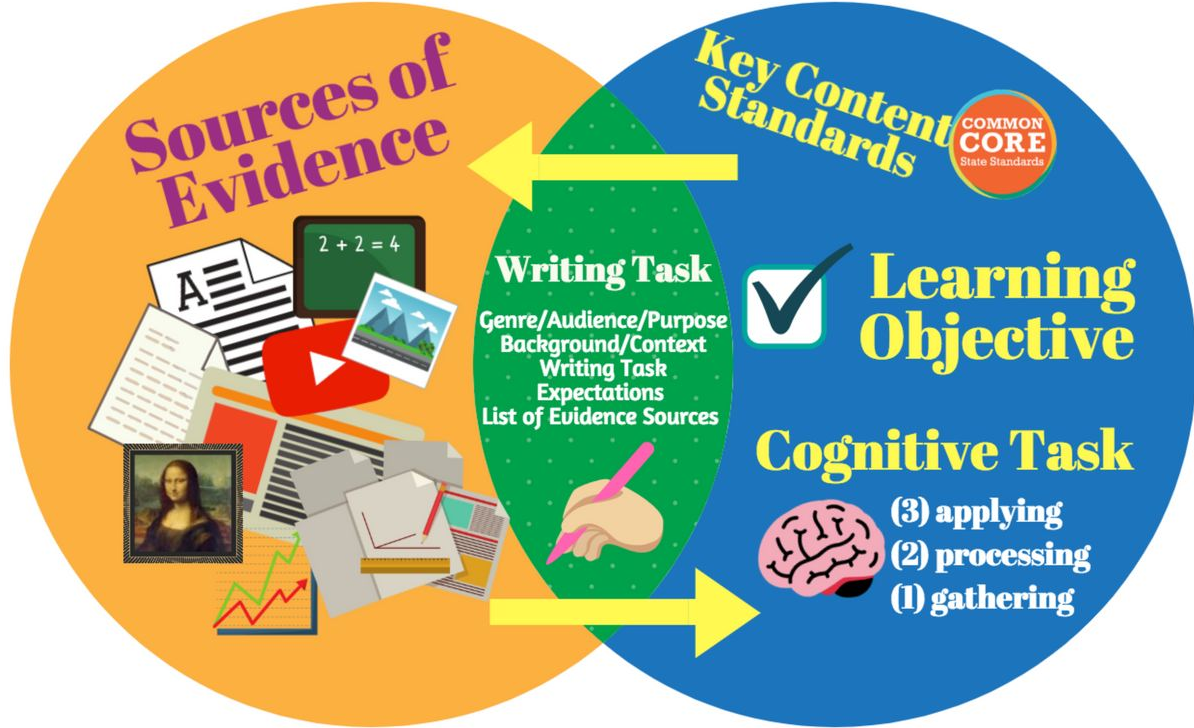 Sources of
Evidence
A
2 + 2 = 4
Writing Task
Genre/Audience/Purpose
Background/Context
Writing Task
Expectations
List of Evidence Sources
Key Content
Standards
COMMON
CORE
State Standards
Learning
Objective
Cognitive Task
(3) applying
(2) processing
(1) gathering